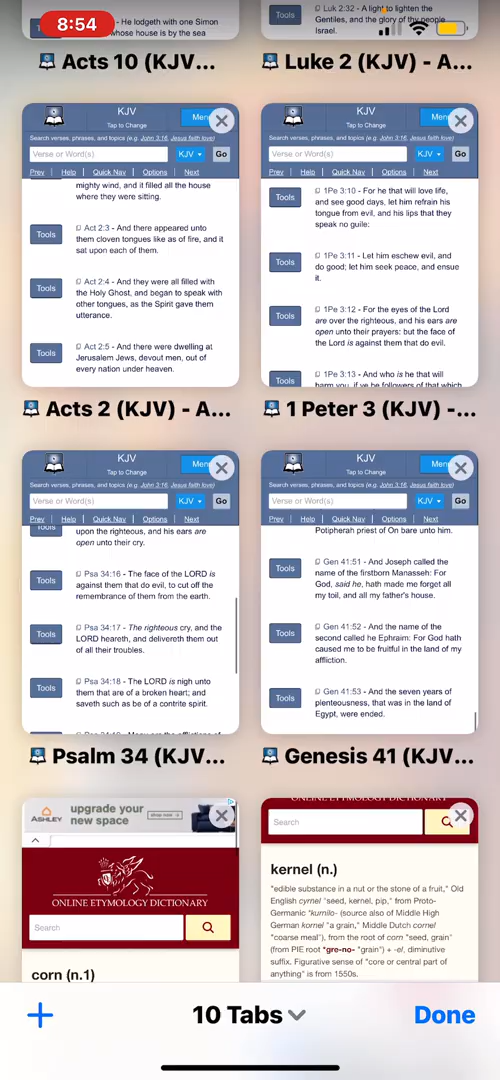 8:54
Tools
- He lodgeth with one Simon
whose house is by the sea
Luk 2:32 - A light to lighten the
Gentiles, and the glory of thy people
Israel.
Acts 10 (KJV...
Luke 2 (KJV) - A...
KJV
Tap to Change
Menu
Search verses, phrases, and topics (e.g. John 3:16, Jesus faith love)
Verse or Word(s)
KJV
Go
Prev | Help | Quick Nav | Options | Next
mighty wind, and it filled all the house
where they were sitting.
Tools
Act 2:3 - And there appeared unto
them cloven tongues like as of fire, and it
sat upon each of them.
Tools
Act 2:4 - And they were all filled with
the Holy Ghost, and began to speak with
other tongues, as the Spirit gave them
utterance.
Tools
Act 2:5 - And there were dwelling at
Jerusalem Jews, devout men, out of
every nation under heaven.
Acts 2 (KJV) - A...
KJV
Tap to Change
Menu
Search verses, phrases, and topics (e.g. John 3:16, Jesus faith love)
Verse or Word(s)
KJV
Go
Prev | Help | Quick Nav | Options | Next
Tools
1Pe 3:10 - For he that will love life,
and see good days, let him refrain his
tongue from evil, and his lips that they
speak no guile:
Tools
1Pe 3:11 - Let him eschew evil, and
do good; let him seek peace, and ensue
it.
Tools
1Pe 3:12 - For the eyes of the Lord
are over the righteous, and his ears are
open unto their prayers: but the face of
the Lord is against them that do evil.
Tools
1Pe 3:13 - And who is he that will
harm you, if ye be followers of that which
1 Peter 3 (KJV) -...
KJV
Tap to Change
Menu
Search verses, phrases, and topics (e.g. John 3:16, Jesus faith love)
Verse or Word(s)
KJV
Go
Prev | Help | Quick Nav | Options | Next
Tools
upon the righteous, and his ears are
open unto their cry.
Tools
Psa 34:16 - The face of the LORD is
against them that do evil, to cut off the
remembrance of them from the earth.
Tools
Psa 34:17 - The righteous cry, and the
LORD heareth, and delivereth them out
of all their troubles.
Tools
Psa 34:18 - The LORD is nigh unto
them that are of a broken heart; and
saveth such as be of a contrite spirit.
Psa 34:19 - Many are the afflictions of
Psalm 34 (KJV...
KJV
Tap to Change
Menu
Search verses, phrases, and topics (e.g. John 3:16, Jesus faith love)
Verse or Word(s)
KJV
Go
Prev | Help | Quick Nav | Options | Next
Potipherah priest of On bare unto him.
Tools
Gen 41:51 - And Joseph called the
name of the firstborn Manasseh: For
God, said he, hath made me forget all
my toil, and all my father's house.
Tools
Gen 41:52 - And the name of the
second called he Ephraim: For God hath
caused me to be fruitful in the land of my
affliction.
Tools
Gen 41:53 - And the seven years of
plenteousness, that was in the land of
Egypt, were ended.
Genesis 41 (KJV...
ASHLEY
upgrade your
new space
shop now
ONLINE ETYMOLOGY DICTIONARY
Search
corn (n.1)
ONLINE ETYMOLOGY DICTIONARY
Search
kernel (n.)
"edible substance in a nut or the stone of a fruit," Old
English cyrnel "seed, kernel, pip," from Proto-
Germanic *kurnilo- (source also of Middle High
German kornel "a grain," Middle Dutch cornel
"coarse meal"), from the root of corn "seed, grain"
(from PIE root *gre-no- "grain") + -el, diminutive
suffix. Figurative sense of "core or central part of
anything" is from 1550s.
10 Tabs
Done